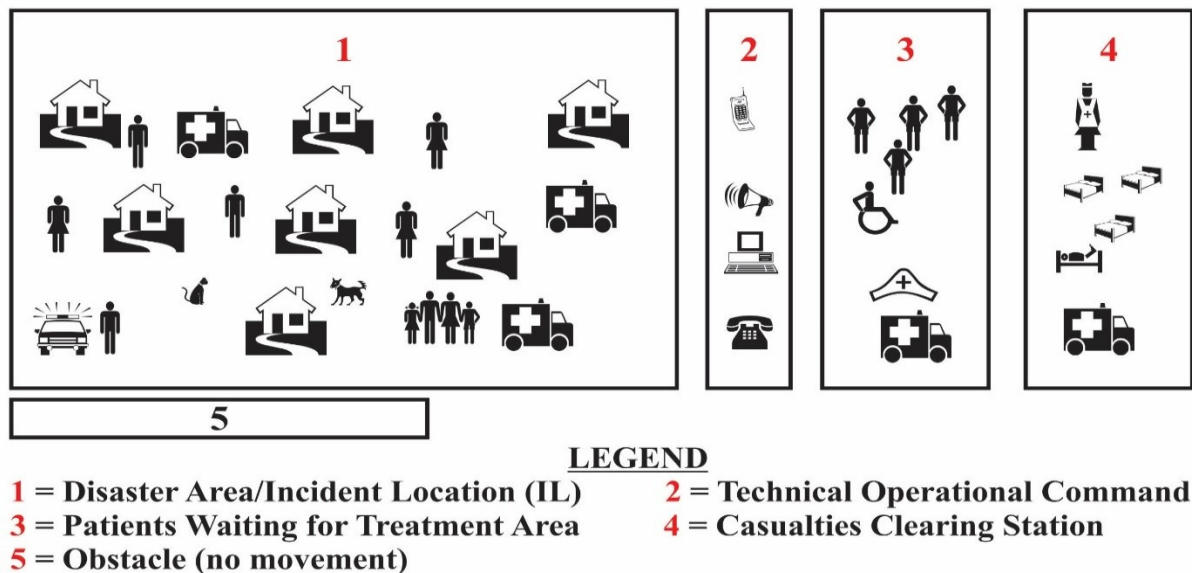 1
2
3
4
5
LEGEND
1 = Disaster Area/Incident Location (IL)
2 = Technical Operational Command
3 = Patients Waiting for Treatment Area
4 = Casualties Clearing Station
5 = Obstacle (no movement)